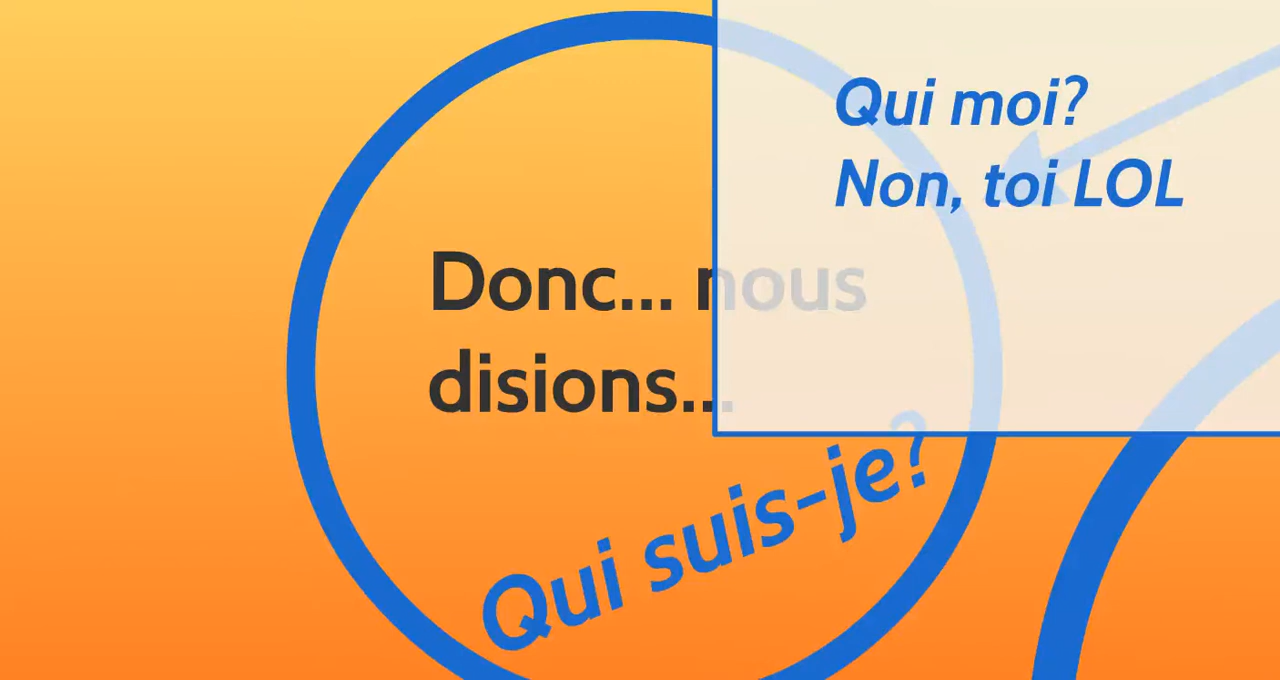 Qui moi?
Non, toi LOL
Donc... nous
disions...
Qui suis-je?